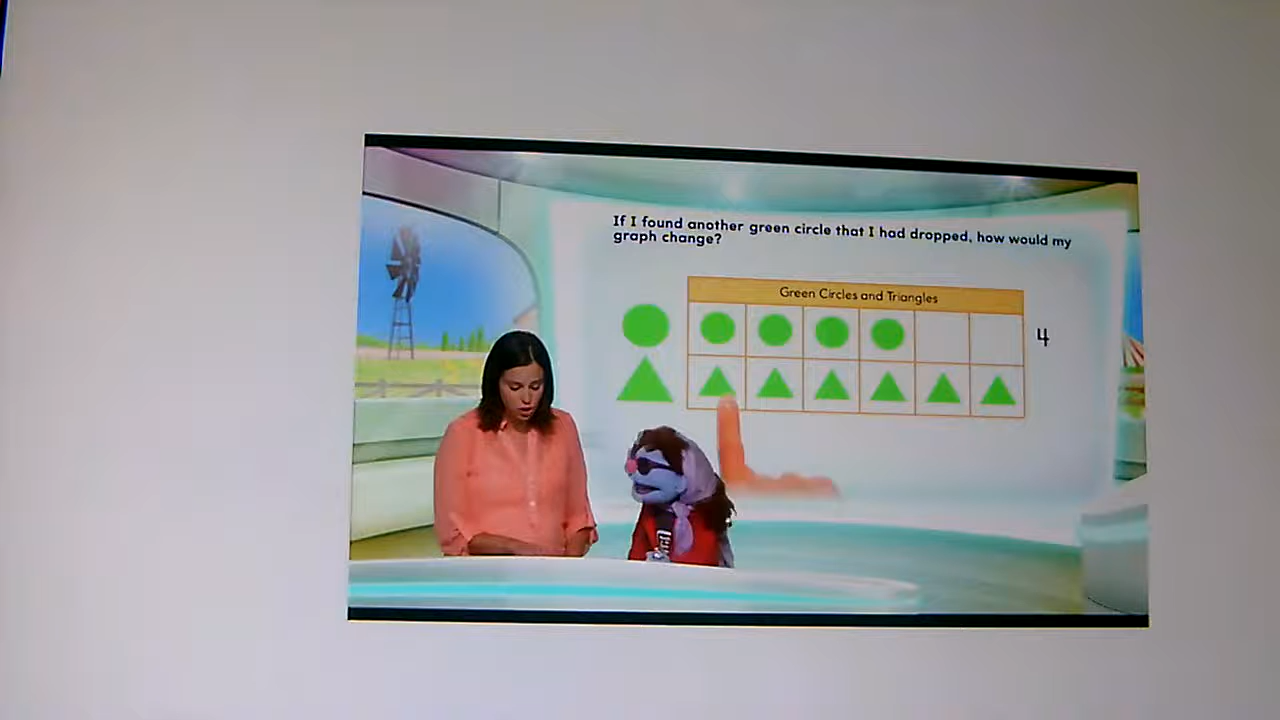 If I found another green circle that I had dropped, how would my
graph change?
Green Circles and Triangles
4